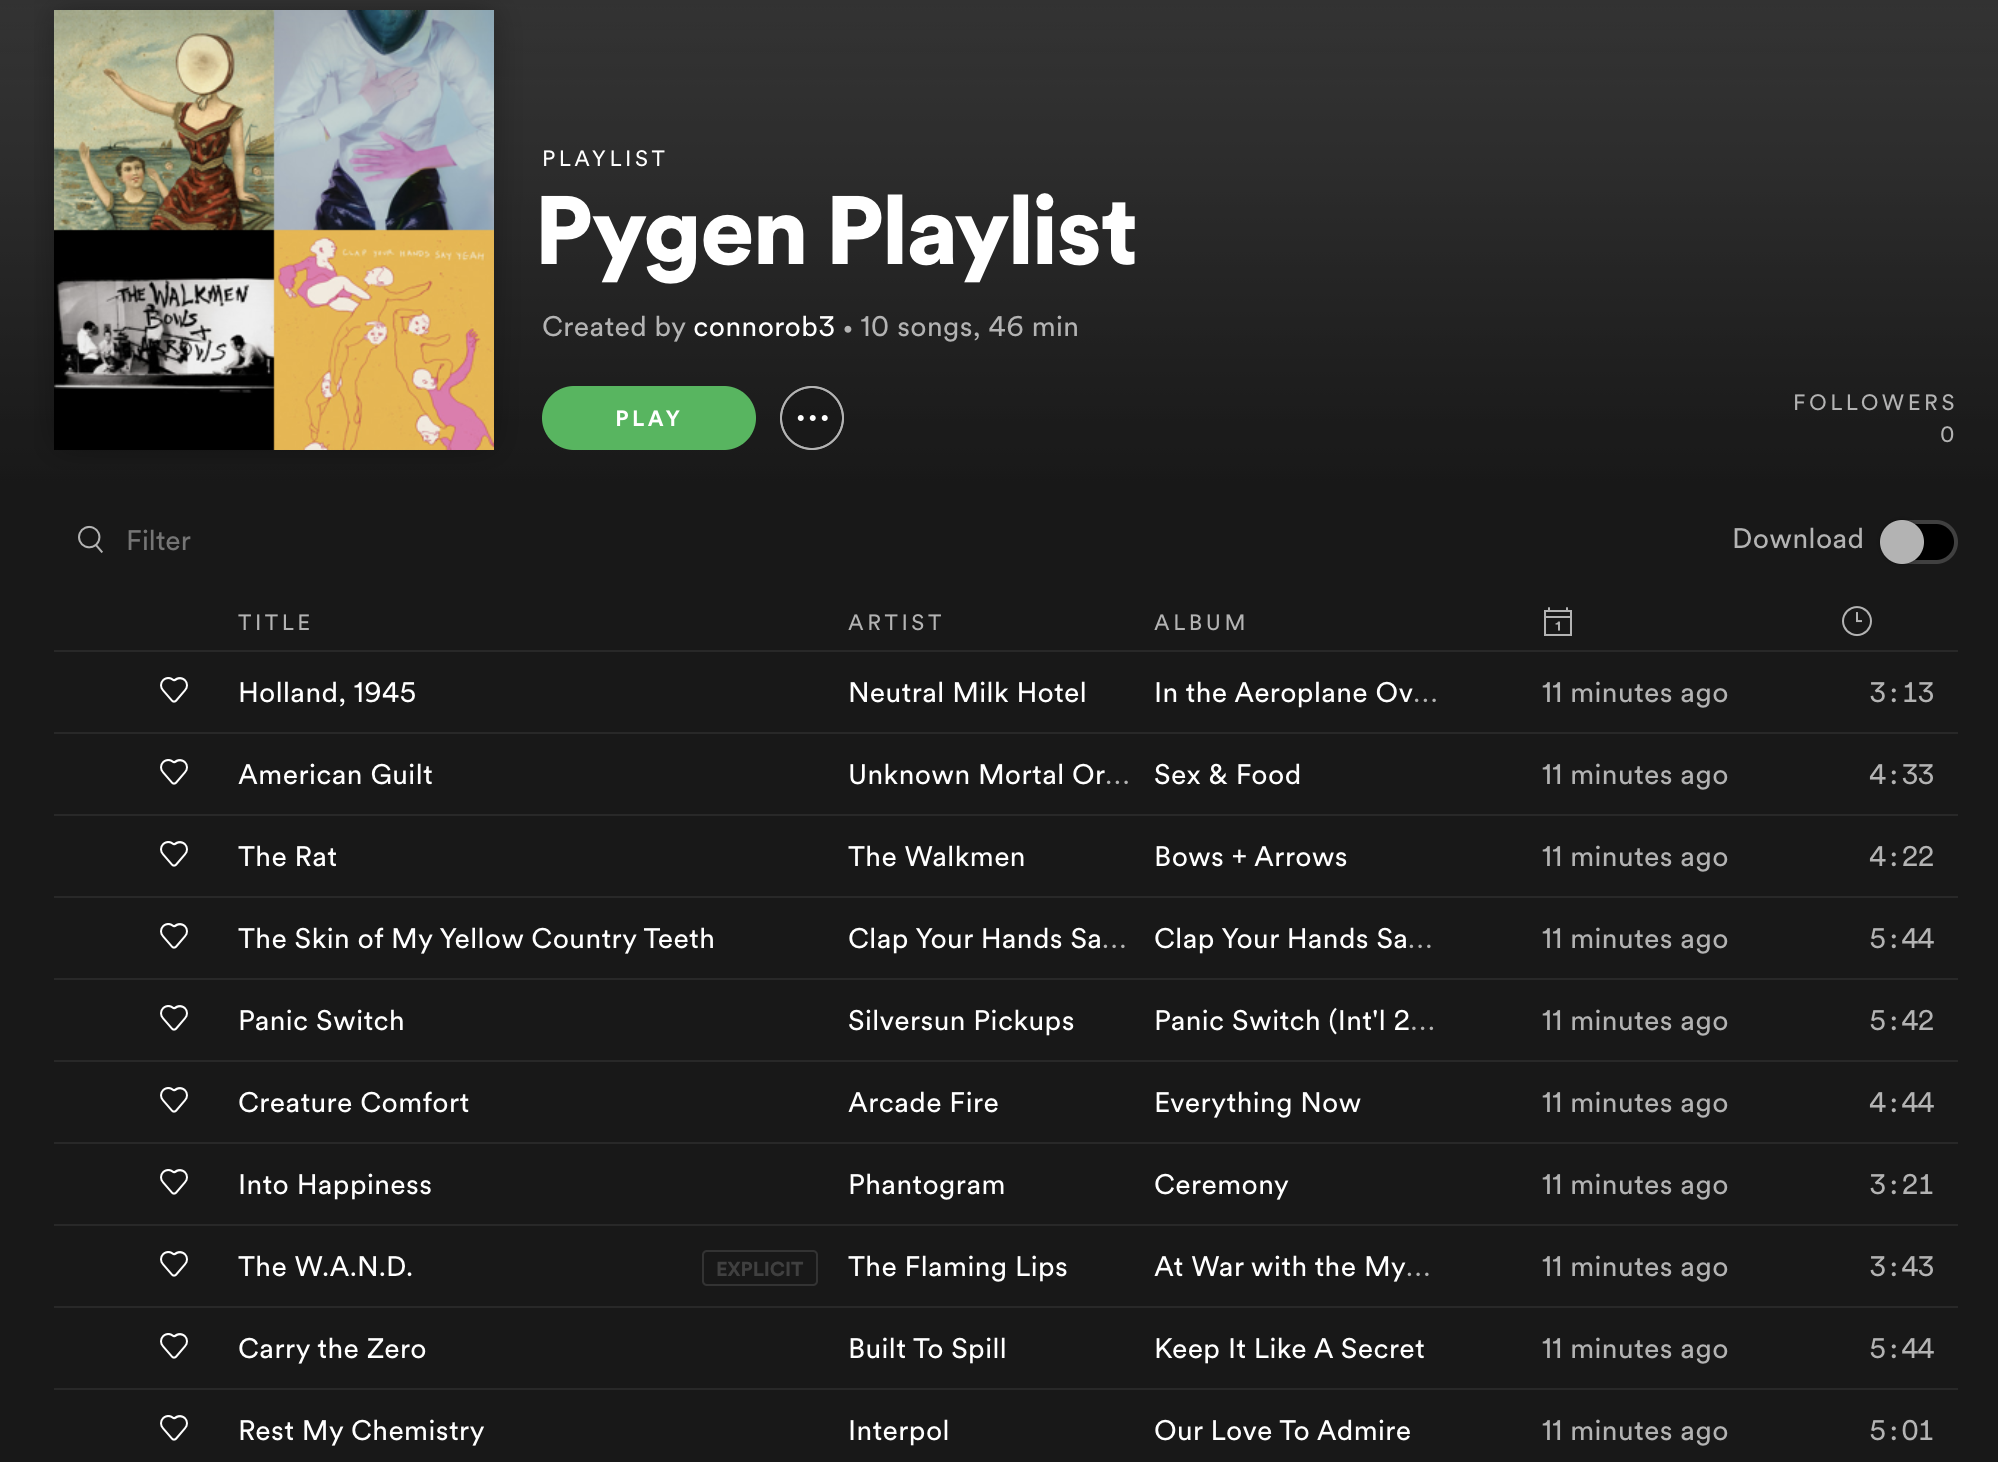 THE WALKMEN
BOWS
+
ARROWS
CLAP YOUR HANDS SAY YEAH
PLAYLIST
Pygen Playlist
Created by connorob3 • 10 songs, 46 min
PLAY
FOLLOWERS
0
Filter
Download
TITLE ARTIST ALBUM 1
Holland, 1945 Neutral Milk Hotel In the Aeroplane Ov... 11 minutes ago 3:13
American Guilt Unknown Mortal Or... Sex & Food 11 minutes ago 4:33
The Rat The Walkmen Bows + Arrows 11 minutes ago 4:22
The Skin of My Yellow Country Teeth Clap Your Hands Sa... Clap Your Hands Sa... 11 minutes ago 5:44
Panic Switch Silversun Pickups Panic Switch (Int'l 2... 11 minutes ago 5:42
Creature Comfort Arcade Fire Everything Now 11 minutes ago 4:44
Into Happiness Phantogram Ceremony 11 minutes ago 3:21
The W.A.N.D. EXPLICIT The Flaming Lips At War with the My... 11 minutes ago 3:43
Carry the Zero Built To Spill Keep It Like A Secret 11 minutes ago 5:44
Rest My Chemistry Interpol Our Love To Admire 11 minutes ago 5:01